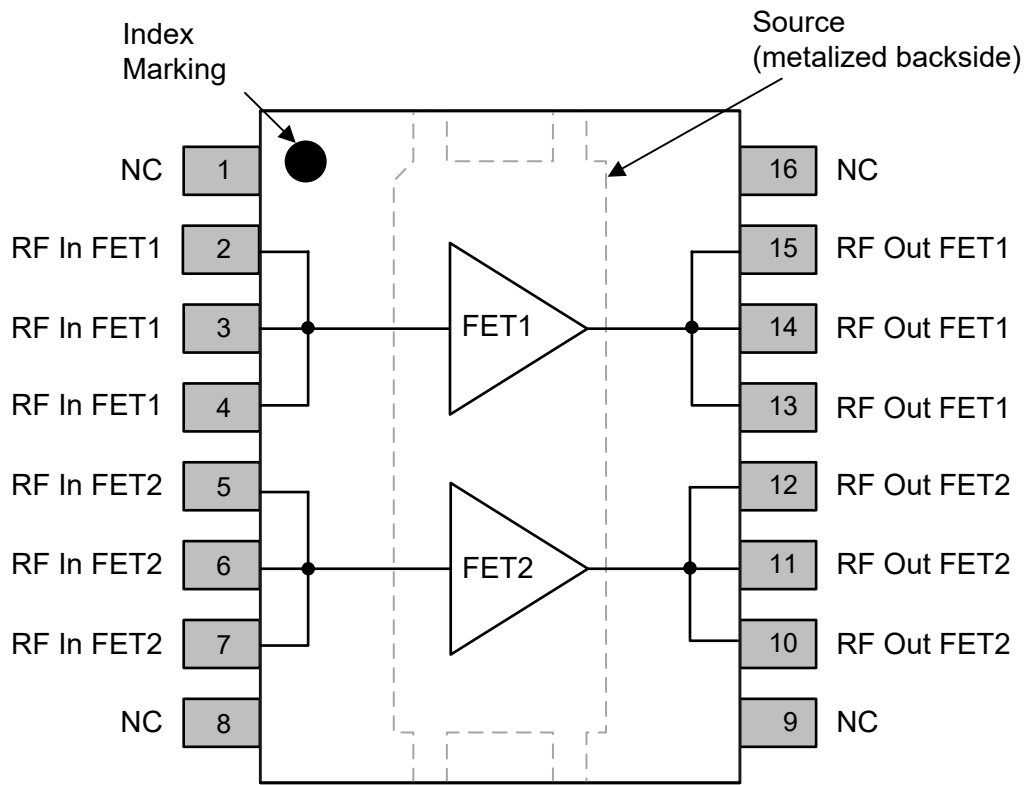 Index
Marking
Source
(metalized backside)
NC 1 16 NC
RF In FET1 2 15 RF Out FET1
RF In FET1 3 FET1 14 RF Out FET1
RF In FET1 4 13 RF Out FET1
RF In FET2 5 12 RF Out FET2
RF In FET2 6 FET2 11 RF Out FET2
RF In FET2 7 10 RF Out FET2
NC 8 9 NC